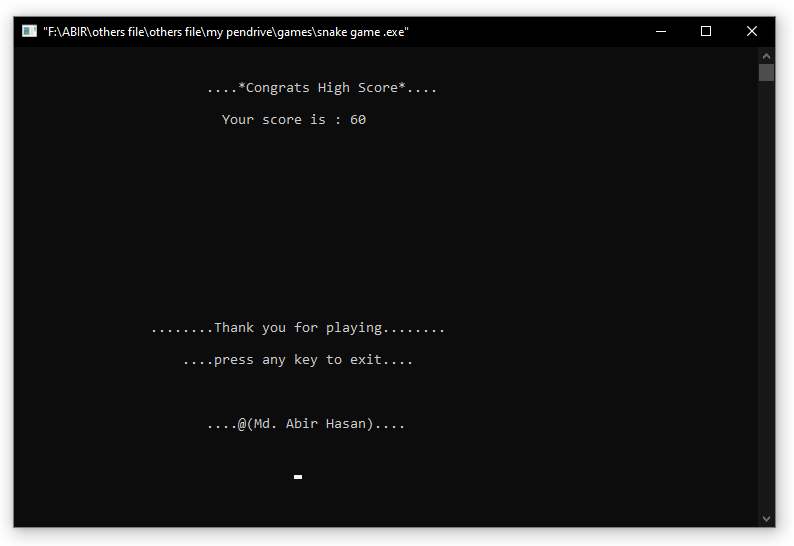 "F:\ABIR\others file\others file\my pendrive\games\snake game .exe"
....*Congrats High Score*....
Your score is : 60
........Thank you for playing........
....press any key to exit....
....@(Md. Abir Hasan)....